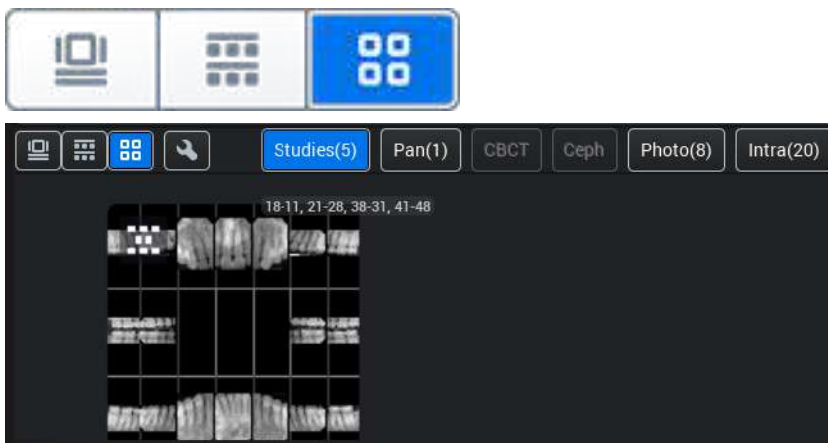 Studies(5) Pan(1) CBCT Ceph Photo(8) Intra(20)
18-11, 21-28, 38-31, 41-48